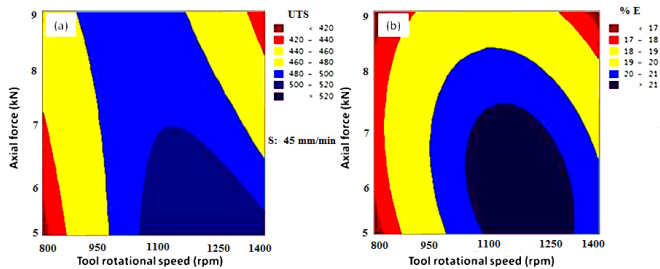 (a)
UTS
< 420
420 – 440
440 – 460
460 – 480
480 – 500
500 – 520
> 520
Axial force (kN)
9
8
7
6
5
800 950 1100 1250 1400
Tool rotational speed (rpm)
S: 45 mm/min
(b)
% E
< 17
17 – 18
18 – 19
19 – 20
20 – 21
> 21
Axial force (kN)
9
8
7
6
5
800 950 1100 1250 1400
Tool rotational speed (rpm)